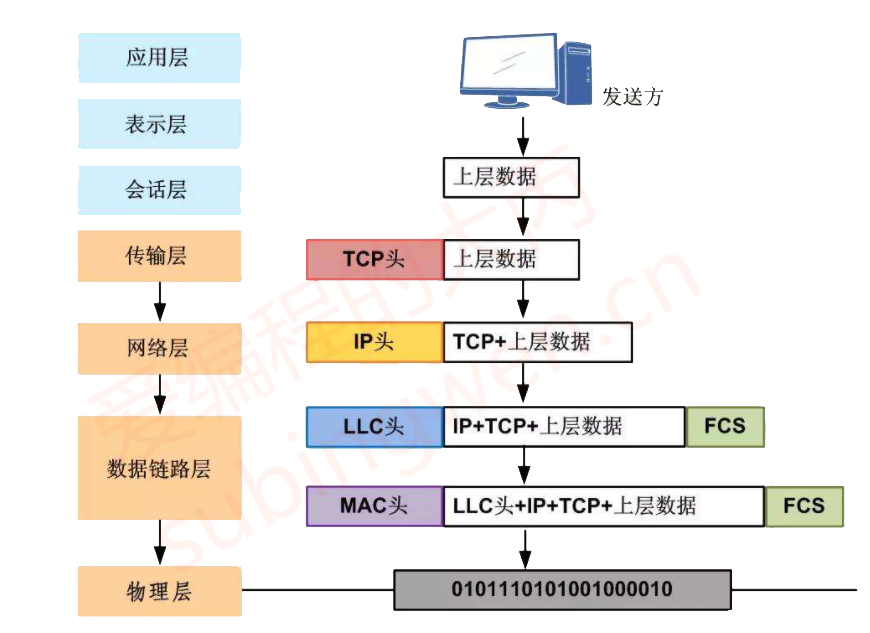 应用层
发送方
表示层
上层数据
会话层
传输层
TCP头 上层数据
网络层
IP头 TCP+上层数据
数据链路层
LLC头 IP+TCP+上层数据 FCS
MAC头 LLC头+IP+TCP+上层数据 FCS
物理层
0101110101001000010
爱编程的大丙
subingwen.cn